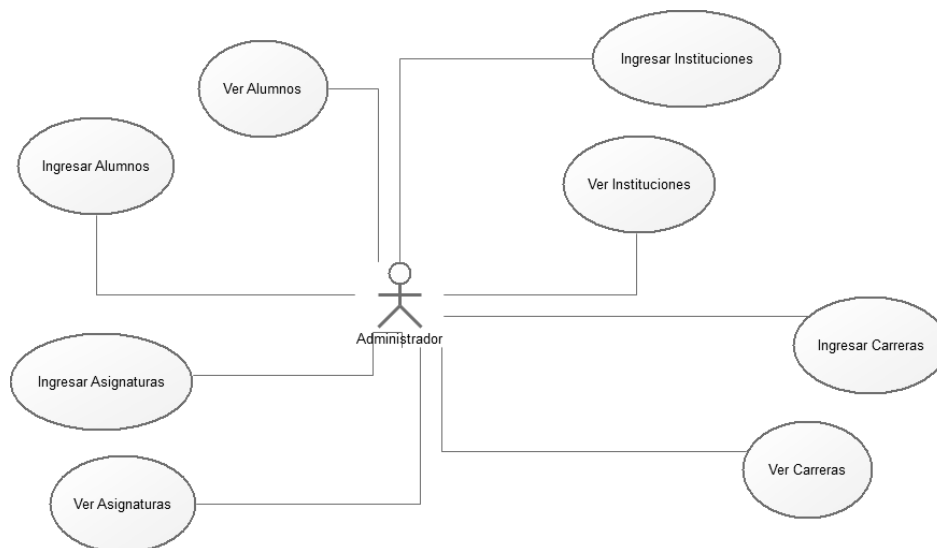 Ingresar Instituciones
Ver Alumnos
Ingresar Alumnos
Ver Instituciones
Administrador
Ingresar Carreras
Ingresar Asignaturas
Ver Carreras
Ver Asignaturas